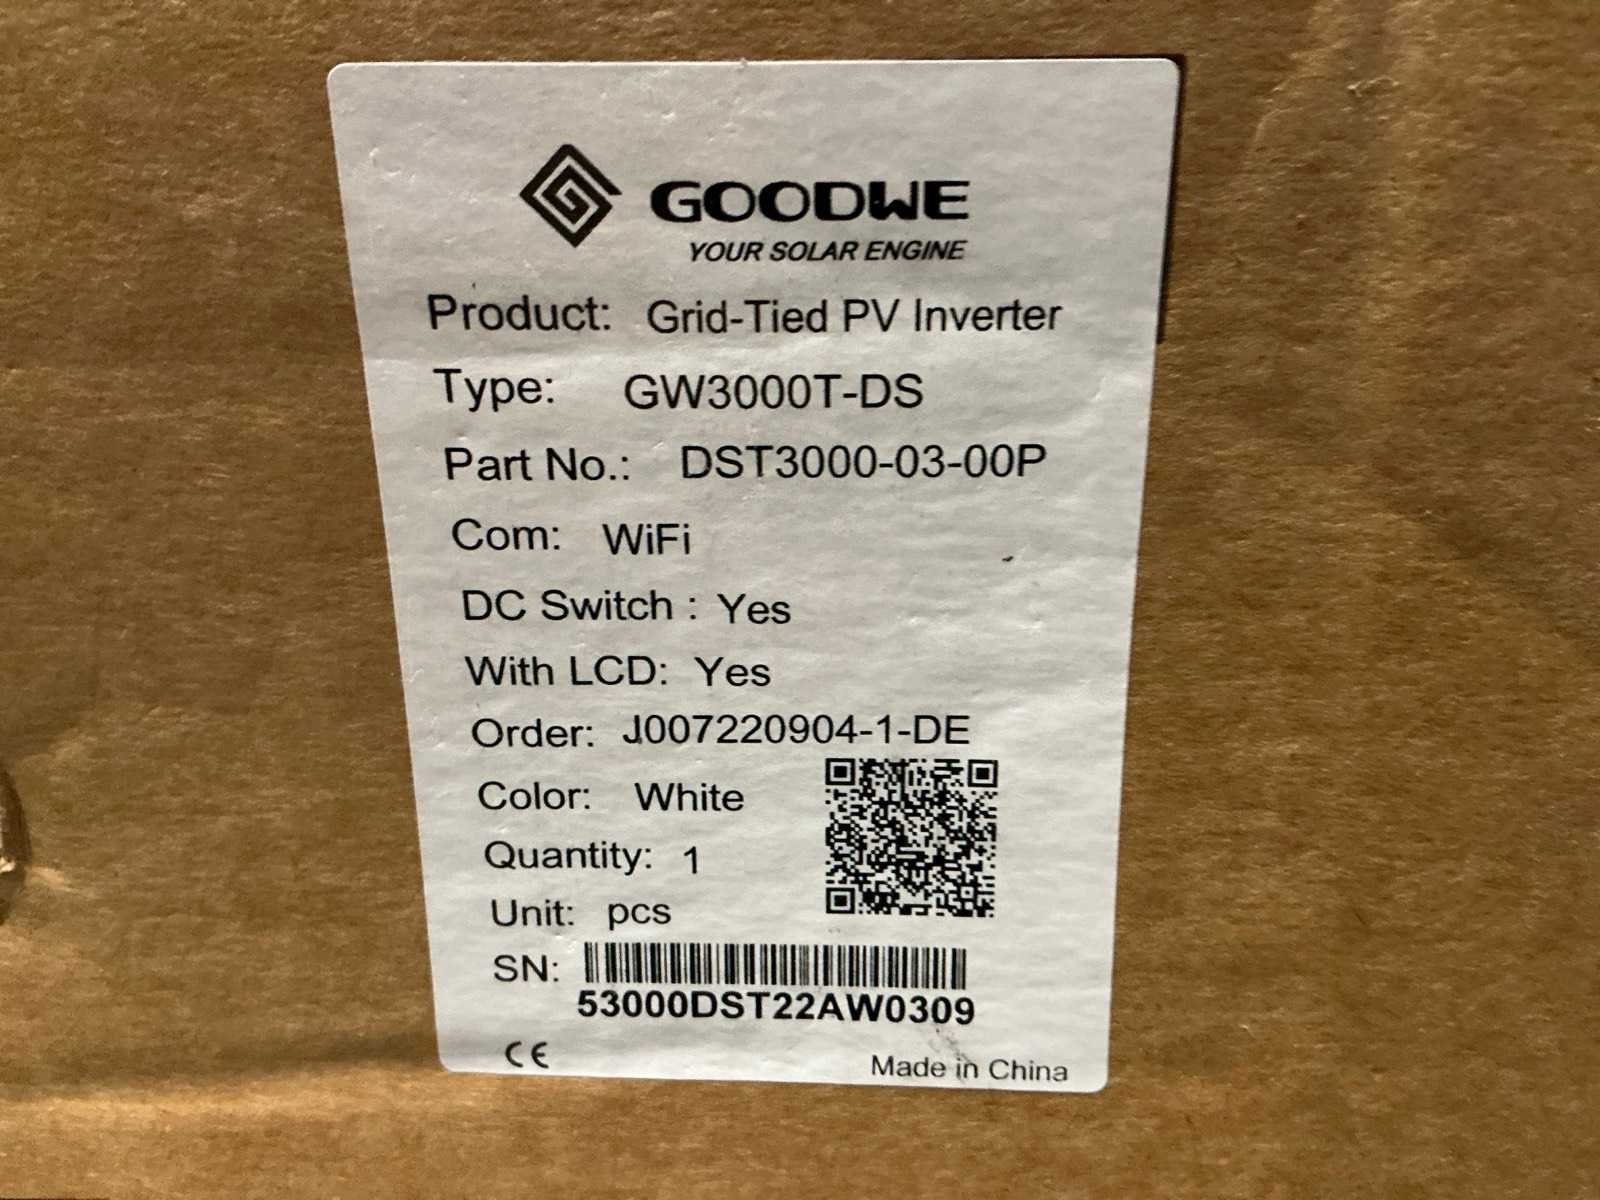 GOODWE
YOUR SOLAR ENGINE
Product: Grid-Tied PV Inverter
Type: GW3000T-DS
Part No.: DST3000-03-00P
Com: WiFi
DC Switch : Yes
With LCD: Yes
Order: J007220904-1-DE
Color: White
Quantity: 1
Unit: pcs
SN:
53000DST22AW0309
CE
Made in China